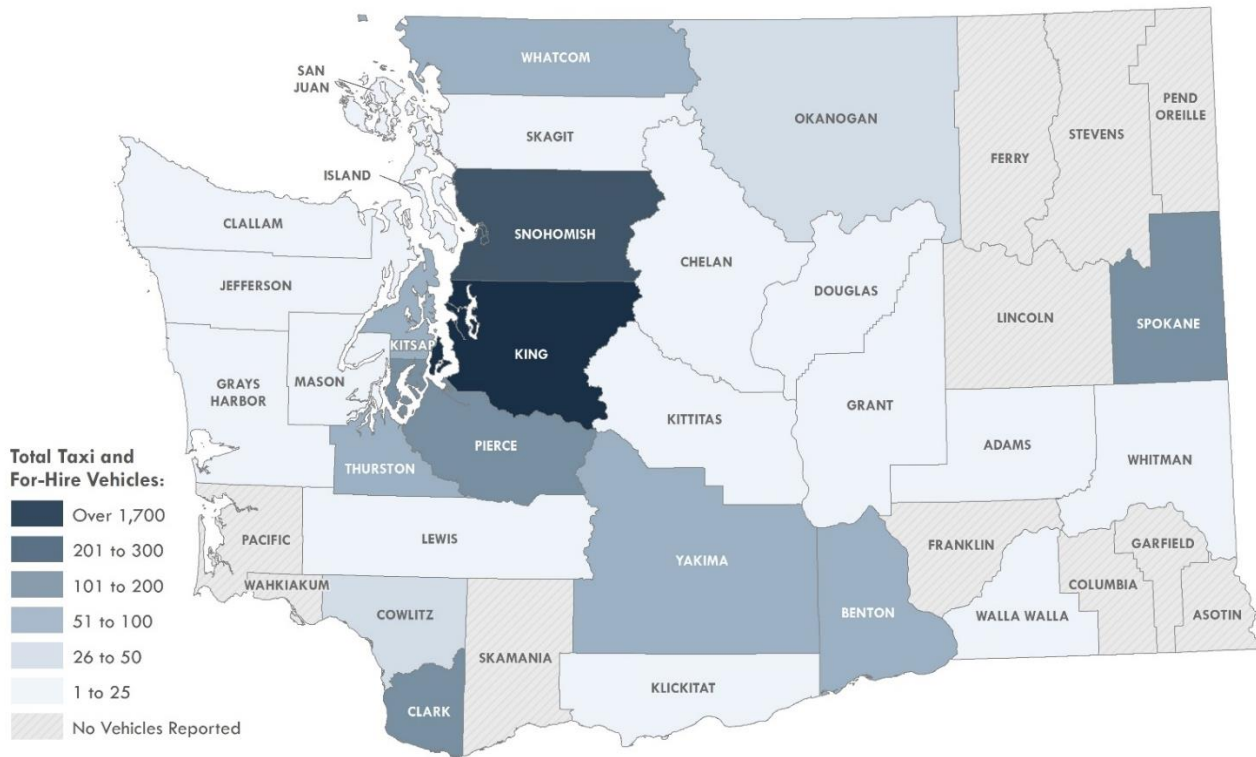 WHATCOM
SAN
JUAN
SKAGIT
OKANOGAN
FERRY
STEVENS
PEND
OREILLE
ISLAND
CLALLAM
SNOHOMISH
CHELAN
DOUGLAS
JEFFERSON
LINCOLN
SPOKANE
KITSAP
KING
MASON
GRAYS
HARBOR
KITTITAS
GRANT
ADAMS
WHITMAN
PIERCE
THURSTON
Total Taxi and
For-Hire Vehicles:
Over 1,700
201 to 300
101 to 200
51 to 100
26 to 50
1 to 25
No Vehicles Reported
PACIFIC
LEWIS
YAKIMA
FRANKLIN
GARFIELD
WAHKIAKUM
COLUMBIA
ASOTIN
COWLITZ
BENTON
WALLA WALLA
SKAMANIA
KLICKITAT
CLARK